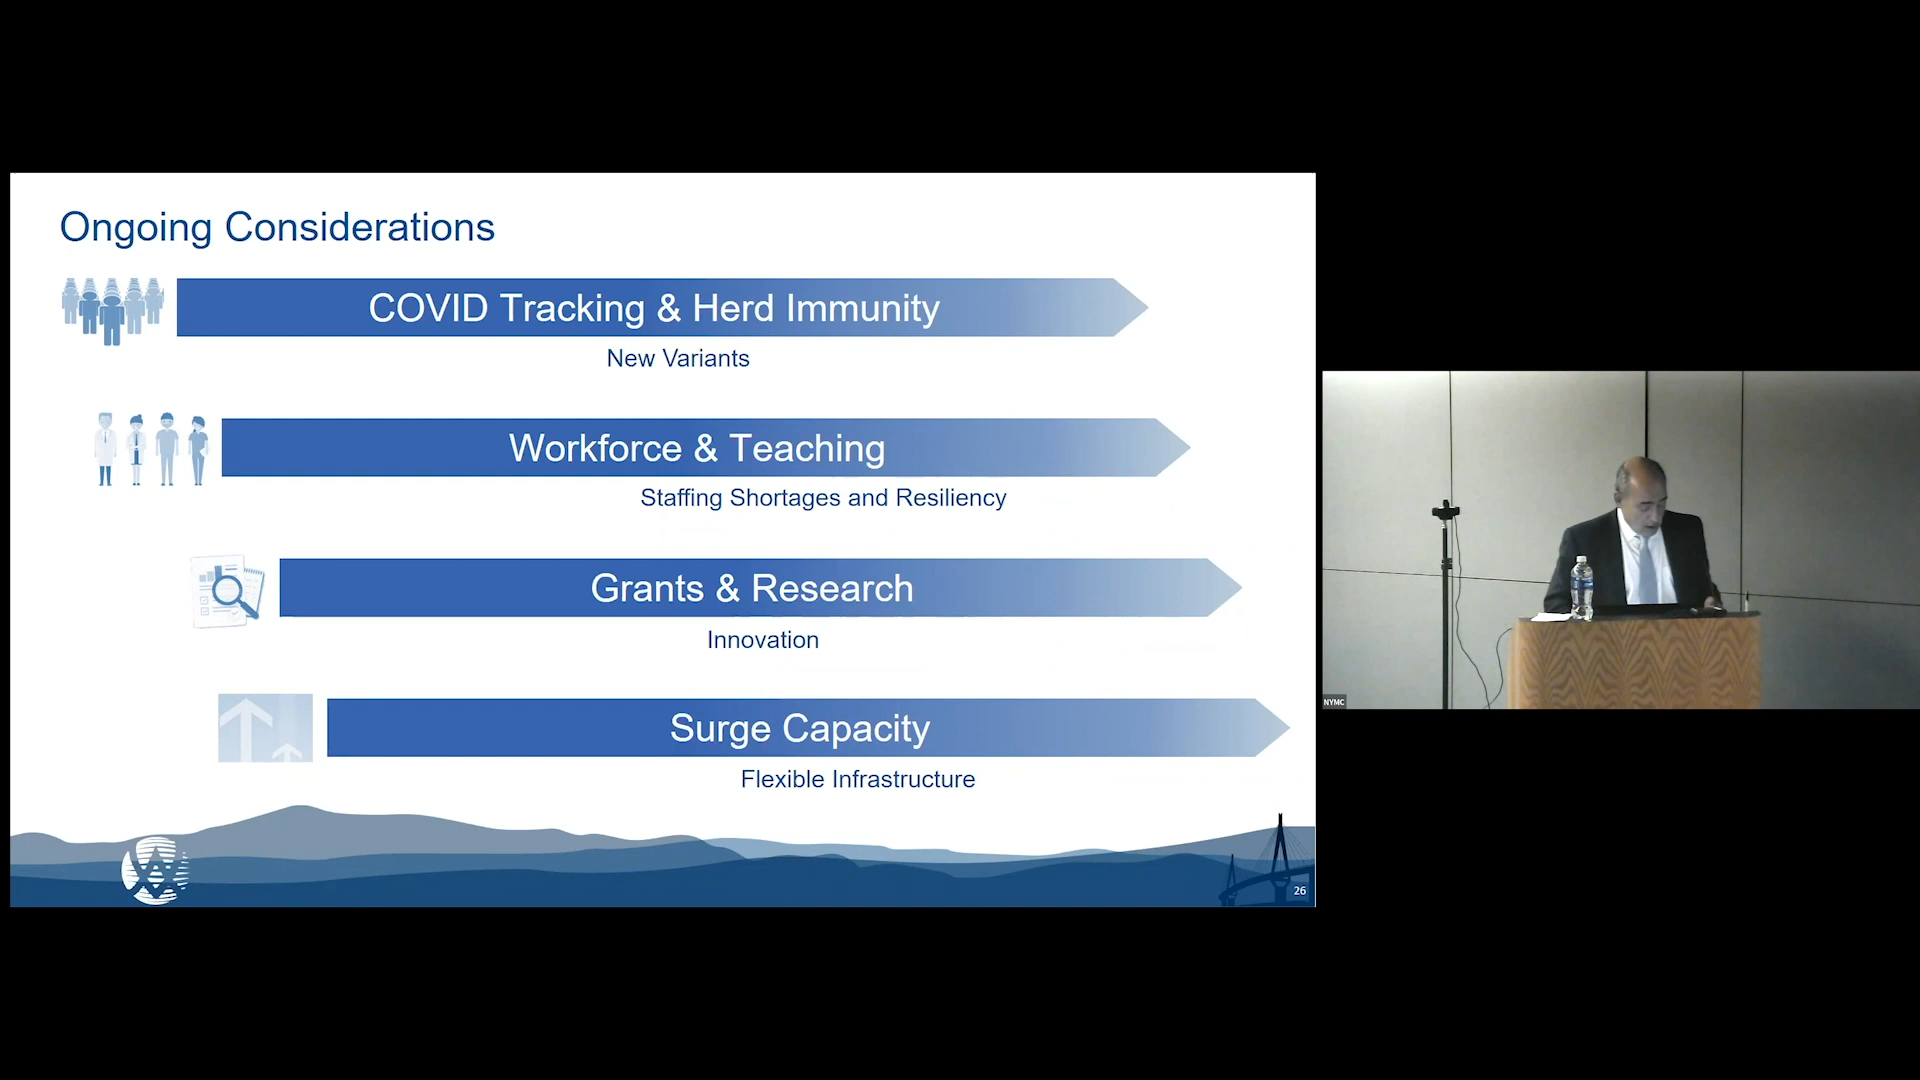 Ongoing Considerations
COVID Tracking & Herd Immunity
New Variants
Workforce & Teaching
Staffing Shortages and Resiliency
Grants & Research
Innovation
Surge Capacity
Flexible Infrastructure
26
NYMC